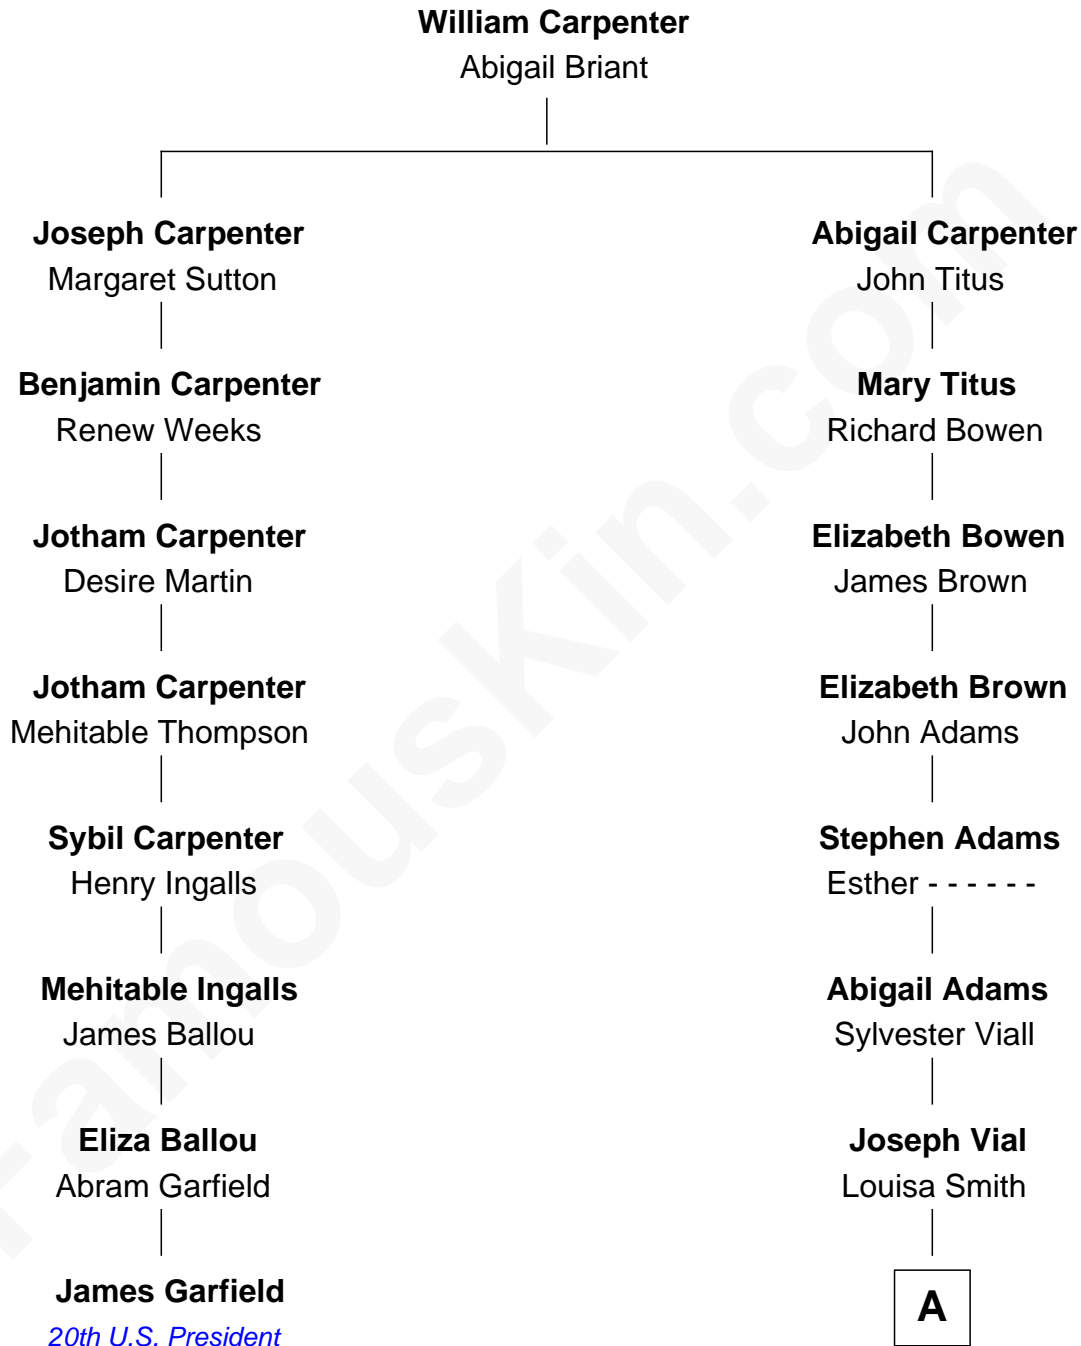 William Carpenter
Abigail Briant
Joseph Carpenter
Margaret Sutton
Abigail Carpenter
John Titus
Benjamin Carpenter
Renew Weeks
Mary Titus
Richard Bowen
Jotham Carpenter
Desire Martin
Elizabeth Bowen
James Brown
Jotham Carpenter
Mehitable Thompson
Elizabeth Brown
John Adams
Sybil Carpenter
Henry Ingalls
Stephen Adams
Esther - - - - - -
Mehitable Ingalls
James Ballou
Abigail Adams
Sylvester Viall
Eliza Ballou
Abram Garfield
Joseph Vial
Louisa Smith
James Garfield
20th U.S. President
A
FamousKin.com